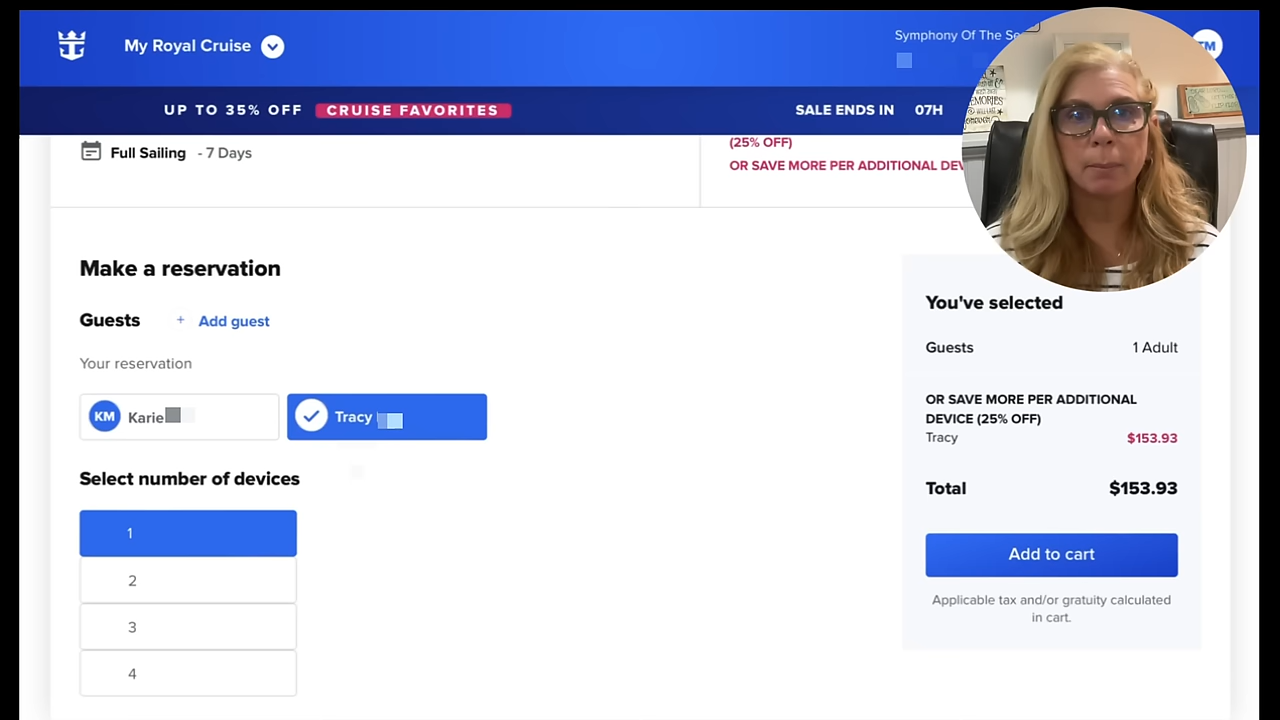 My Royal Cruise
Symphony Of The
KM
UP TO 35% OFF CRUISE FAVORITES
SALE ENDS IN 07H
MEMORIES
Full Sailing - 7 Days
(25% OFF)
OR SAVE MORE PER ADDITIONAL
Make a reservation
Guests + Add guest
Your reservation
KM Karie
Tracy
Select number of devices
1
2
3
4
You've selected
Guests 1 Adult
OR SAVE MORE PER ADDITIONAL
DEVICE (25% OFF)
Tracy $153.93
Total $153.93
Add to cart
Applicable tax and/or gratuity calculated
in cart.